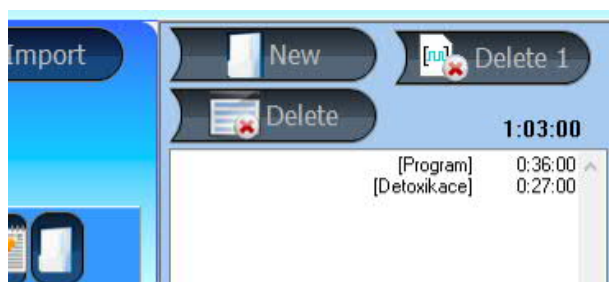 Import
New
Delete 1
Delete
1:03:00
[Program] 0:36:00
[Detoxikace] 0:27:00